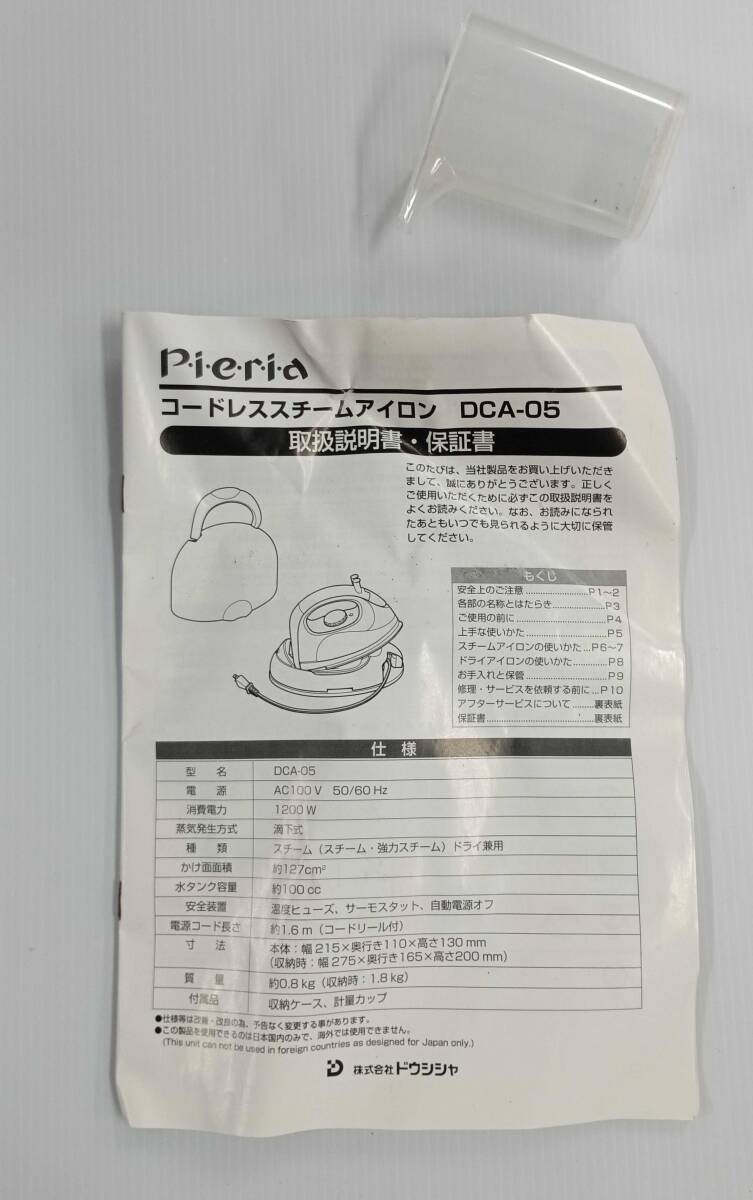 P·i·e·r·i·a
コードレススチームアイロン DCA-05
取扱説明書・保証書
このたびは、当社製品をお買い上げいただき
まして、誠にありがとうございます。正しく
ご使用いただくために必ずこの取扱説明書を
よくお読みください。なお、お読みになられ
たあともいつでも見られるように大切に保管
してください。
もくじ
安全上のご注意......................P1〜2
各部の名称とはたらき................P3
ご使用の前に............................P4
上手な使いかた.........................P5
スチームアイロンの使いかた...P6〜7
ドライアイロンの使いかた............P8
お手入れと保管........................P9
修理・サービスを依頼する前に...P10
アフターサービスについて........裏表紙
保証書................................裏表紙
仕様
型名 DCA-05
電源 AC100V 50/60Hz
消費電力 1200W
蒸気発生方式 滴下式
種類 スチーム（スチーム・強力スチーム）ドライ兼用
かけ面面積 約127cm²
水タンク容量 約100cc
安全装置 温度ヒューズ、サーモスタット、自動電源オフ
電源コード長さ 約1.6m（コードリール付）
寸法 本体：幅215×奥行き110×高さ130mm
（収納時：幅275×奥行き165×高さ200mm）
質量 約0.8kg（収納時：1.8kg）
付属品 収納ケース、計量カップ
●仕様等は改善・改良の為、予告なく変更する事があります。
●この製品を使用できるのは日本国内のみで、海外では使用できません。
(This unit can not be used in foreign countries as designed for Japan only.)
株式会社ドウシシャ